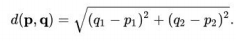 d(p, q) = √((q₁ − p₁)² + (q₂ − p₂)²).